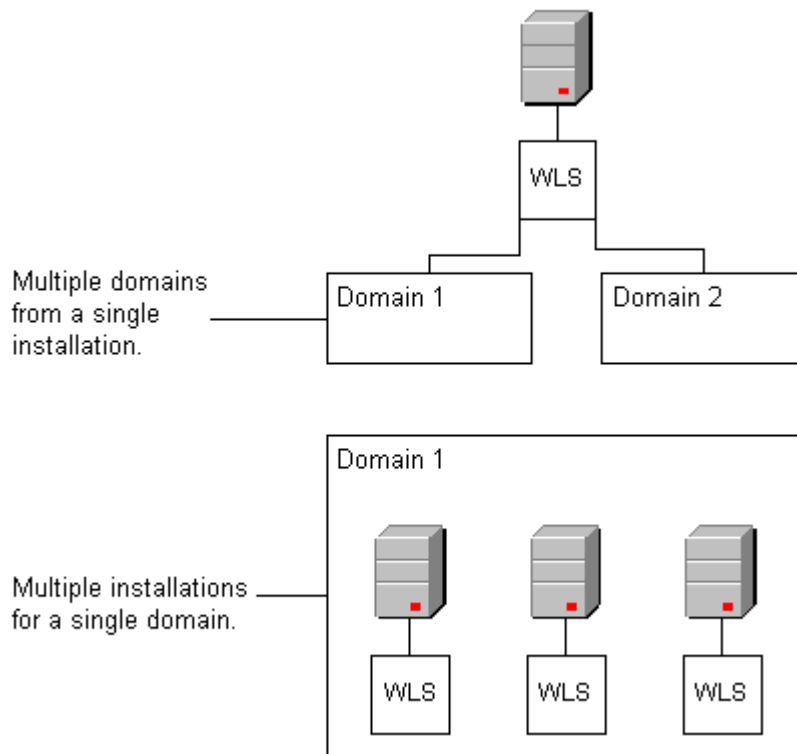 WLS
Multiple domains
from a single
installation.
Domain 1
Domain 2
Domain 1
Multiple installations
for a single domain.
WLS
WLS
WLS